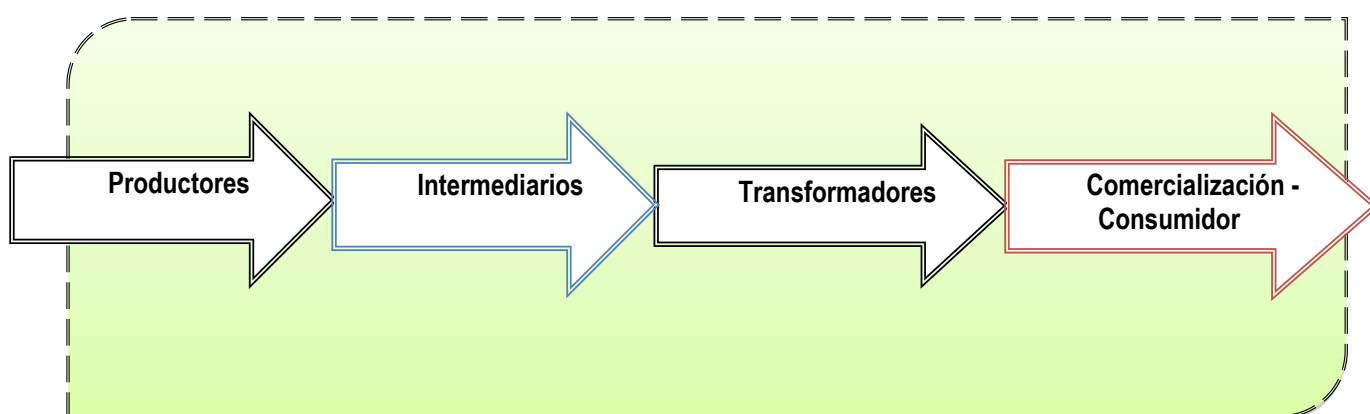 Productores
Intermediarios
Transformadores
Comercialización -
Consumidor